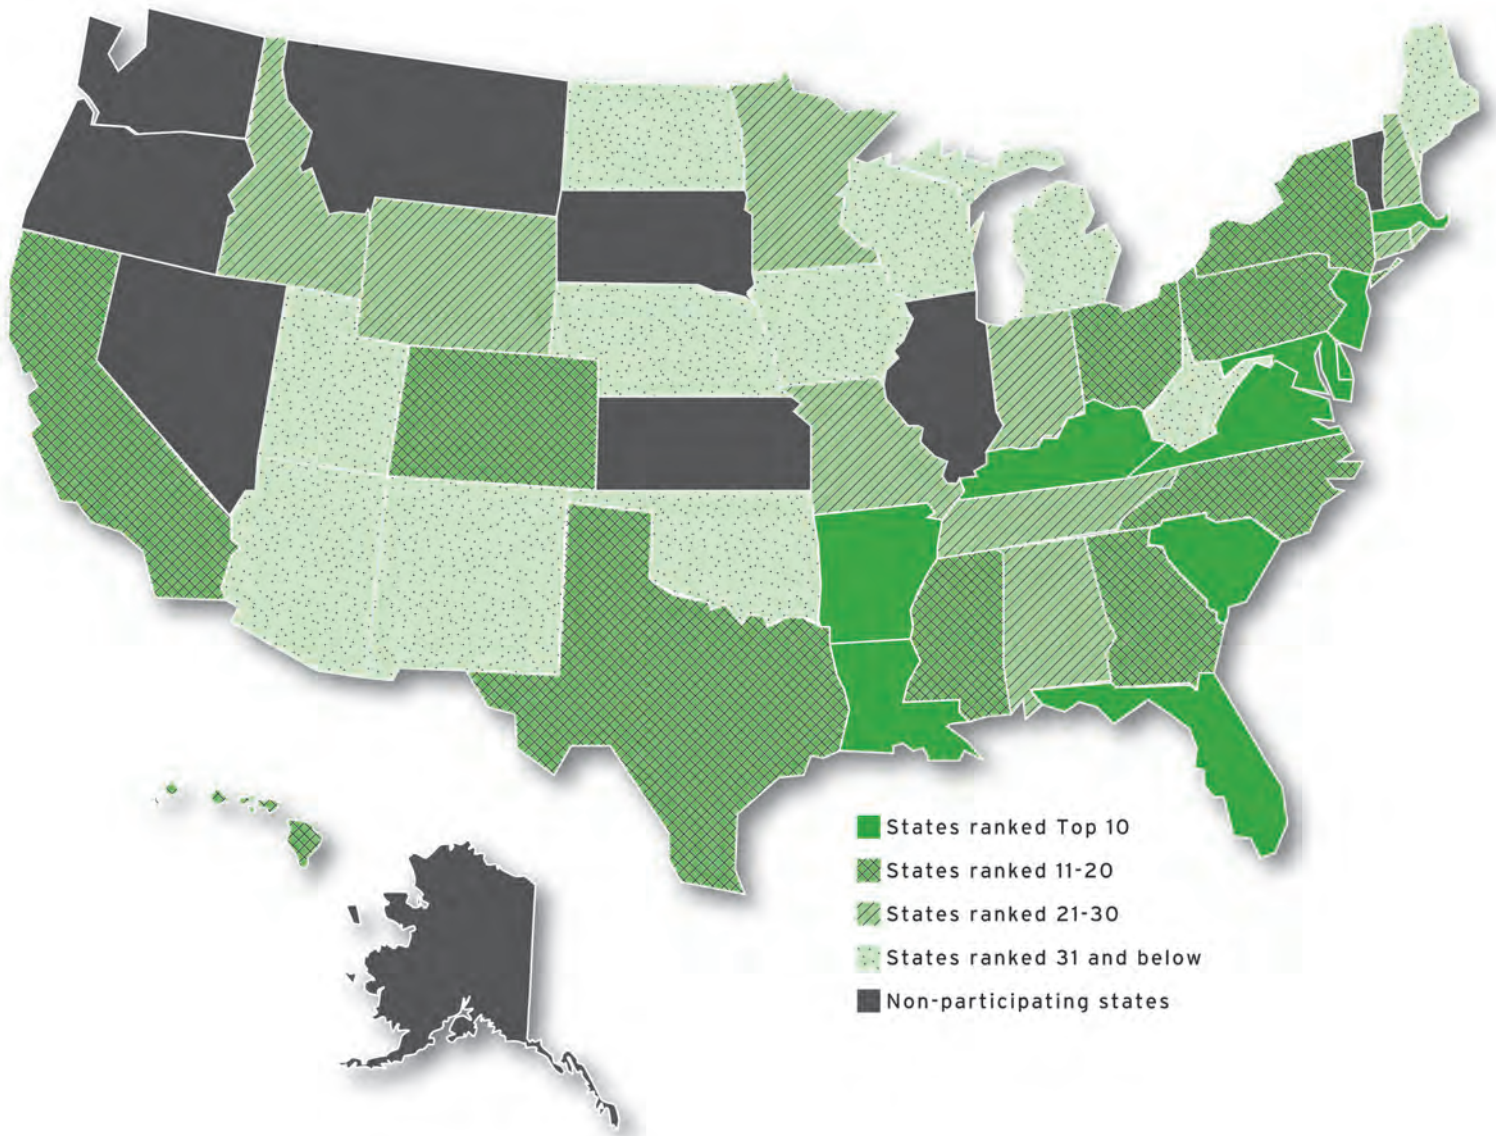 States ranked Top 10
States ranked 11-20
States ranked 21-30
States ranked 31 and below
Non-participating states